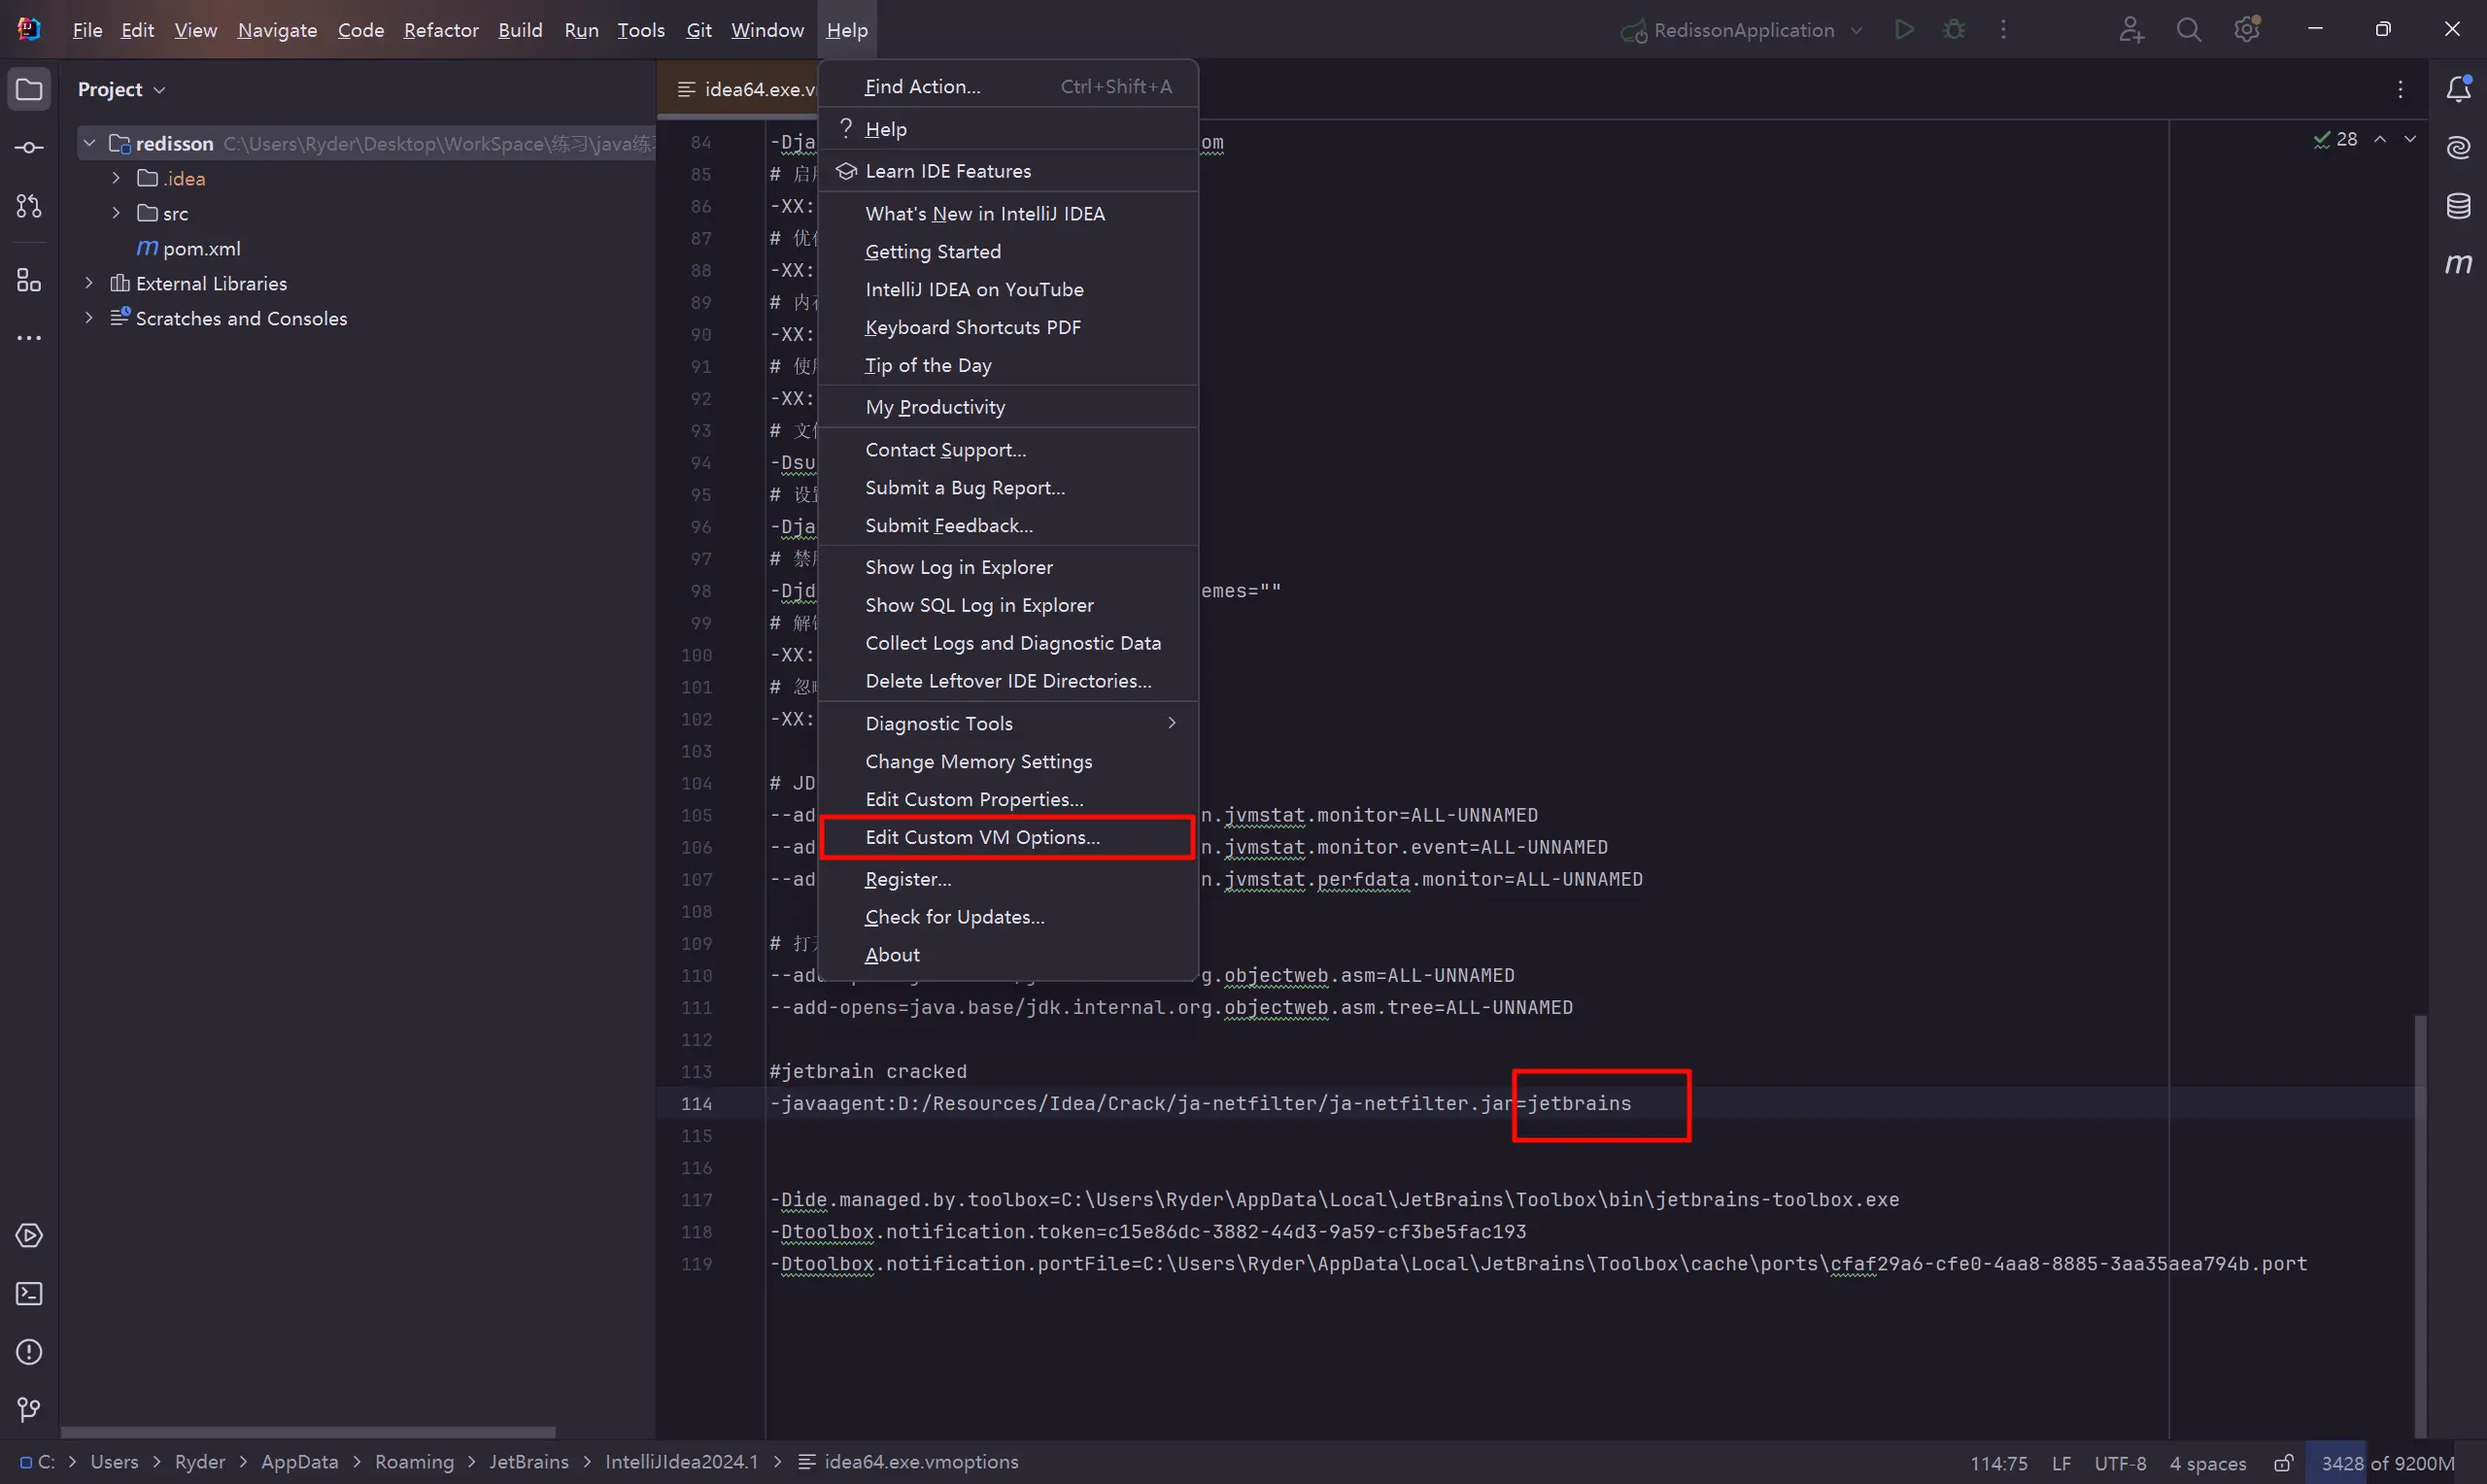 File Edit View Navigate Code Refactor Build Run Tools Git Window Help RedissonApplication
Project
redisson C:\Users\Ryder\Desktop\WorkSpace\练习\java练
.idea
src
pom.xml
External Libraries
Scratches and Consoles
idea64.exe.v
Find Action... Ctrl+Shift+A
Help
Learn IDE Features
What's New in IntelliJ IDEA
Getting Started
IntelliJ IDEA on YouTube
Keyboard Shortcuts PDF
Tip of the Day
My Productivity
Contact Support...
Submit a Bug Report...
Submit Feedback...
Show Log in Explorer
Show SQL Log in Explorer
Collect Logs and Diagnostic Data
Delete Leftover IDE Directories...
Diagnostic Tools
Change Memory Settings
Edit Custom Properties...
Edit Custom VM Options...
Register...
Check for Updates...
About
28
84 -Dja om
85 # 启
86 -XX:
87 # 优
88 -XX:
89 # 内
90 -XX:
91 # 使
92 -XX:
93 # 文
94 -Dsu
95 # 设
96 -Dja
97 # 禁
98 -Djd emes=""
99 # 解
100 -XX:
101 # 忽
102 -XX:
103
104 # JD
105 --ad n.jvmstat.monitor=ALL-UNNAMED
106 --ad n.jvmstat.monitor.event=ALL-UNNAMED
107 --ad n.jvmstat.perfdata.monitor=ALL-UNNAMED
108
109 # 打
110 --ad g.objectweb.asm=ALL-UNNAMED
111 --add-opens=java.base/jdk.internal.org.objectweb.asm.tree=ALL-UNNAMED
112
113 #jetbrain cracked
114 -javaagent:D:/Resources/Idea/Crack/ja-netfilter/ja-netfilter.jar=jetbrains
115
116
117 -Dide.managed.by.toolbox=C:\Users\Ryder\AppData\Local\JetBrains\Toolbox\bin\jetbrains-toolbox.exe
118 -Dtoolbox.notification.token=c15e86dc-3882-44d3-9a59-cf3be5fac193
119 -Dtoolbox.notification.portFile=C:\Users\Ryder\AppData\Local\JetBrains\Toolbox\cache\ports\cfaf29a6-cfe0-4aa8-8885-3aa35aea794b.port
C: > Users > Ryder > AppData > Roaming > JetBrains > IntelliJIdea2024.1 > idea64.exe.vmoptions 114:75 LF UTF-8 4 spaces 3428 of 9200M